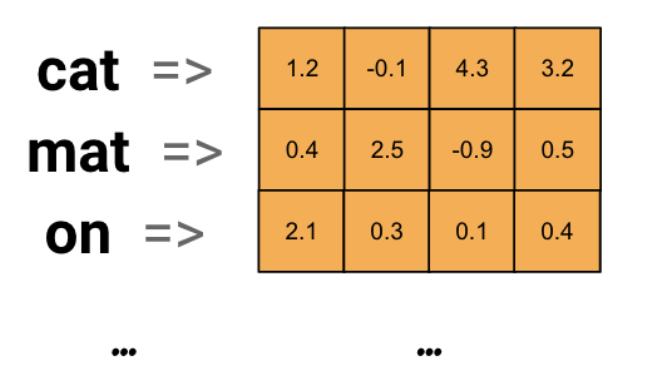 cat => 1.2 -0.1 4.3 3.2
mat => 0.4 2.5 -0.9 0.5
on => 2.1 0.3 0.1 0.4
... ...